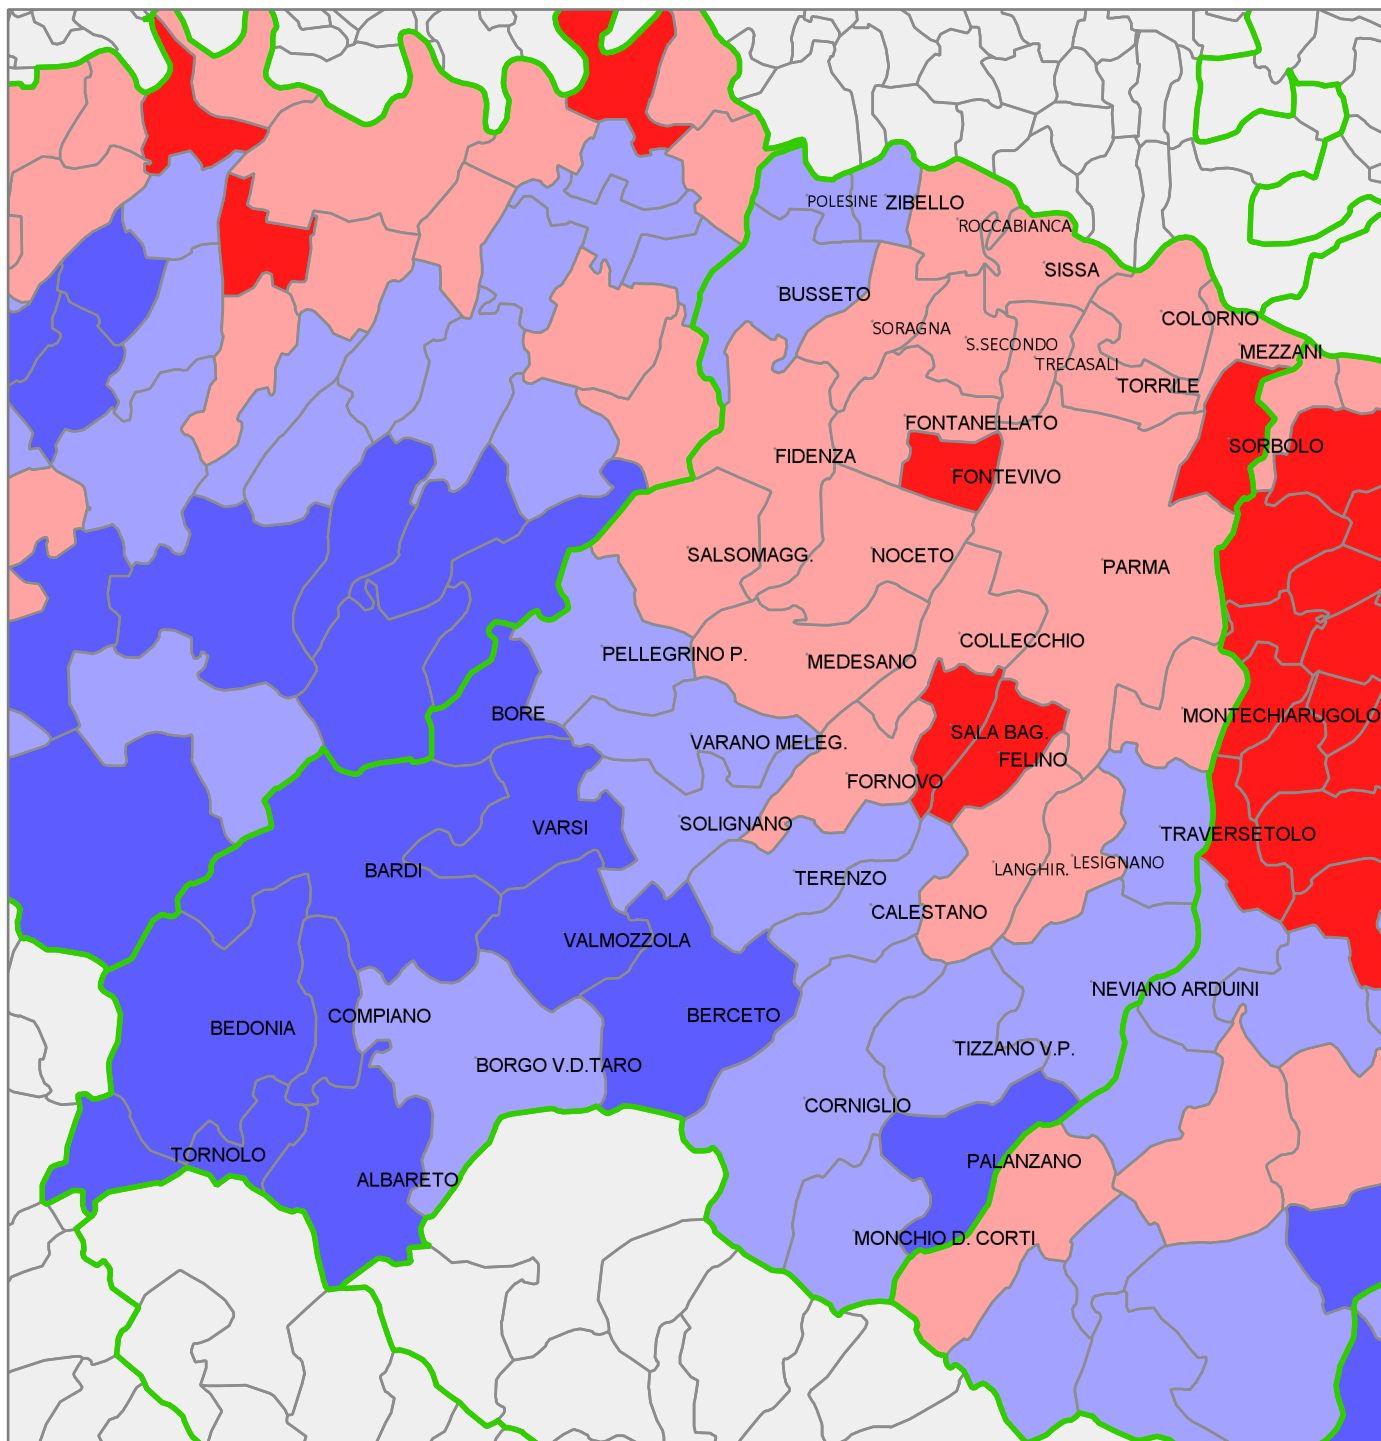 POLESINE
ZIBELLO
ROCCABIANCA
SISSA
BUSSETO
COLORNO
SORAGNA
S.SECONDO
MEZZANI
TRECASALI
TORRILE
FONTANELLATO
SORBOLO
FIDENZA
FONTEVIVO
SALSOMAGG.
NOCETO
PARMA
COLLECCHIO
PELLEGRINO P.
MEDESANO
BORE
MONTECHIARUGOLO
SALA BAG.
VARANO MELEG.
FELINO
FORNOVO
VARSI
SOLIGNANO
TRAVERSETOLO
BARDI
LANGHIR.
LESIGNANO
TERENZO
CALESTANO
VALMOZZOLA
NEVIANO ARDUINI
COMPIANO
BERCETO
BEDONIA
TIZZANO V.P.
BORGO V.D.TARO
CORNIGLIO
TORNOLO
PALANZANO
ALBARETO
MONCHIO D. CORTI